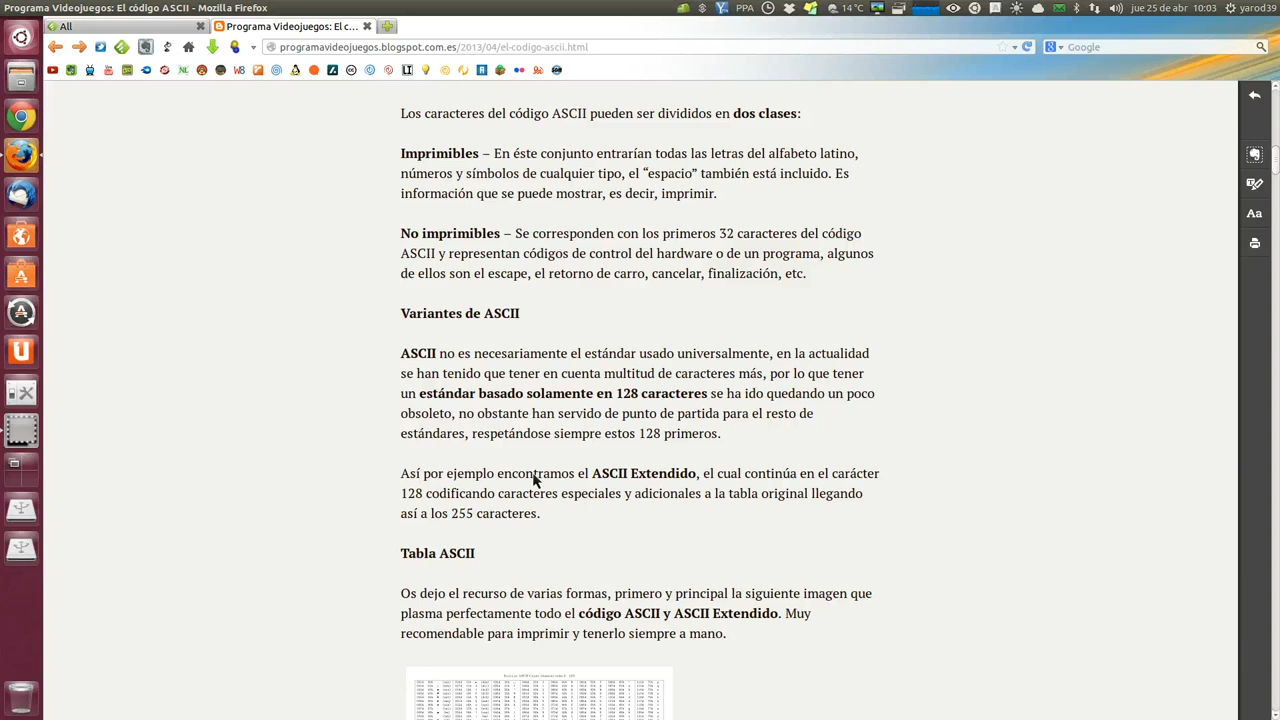 Programa Videojuegos: El código ASCII - Mozilla Firefox
PPA
14°C
jue 25 de abr
10:03
yarod39
All
Programa Videojuegos: El c...
programavideojuegos.blogspot.com.es/2013/04/el-codigo-ascii.html
Google
Los caracteres del código ASCII pueden ser divididos en dos clases:
Imprimibles – En éste conjunto entrarían todas las letras del alfabeto latino,
números y símbolos de cualquier tipo, el “espacio” también está incluido. Es
información que se puede mostrar, es decir, imprimir.
No imprimibles – Se corresponden con los primeros 32 caracteres del código
ASCII y representan códigos de control del hardware o de un programa, algunos
de ellos son el escape, el retorno de carro, cancelar, finalización, etc.
Variantes de ASCII
ASCII no es necesariamente el estándar usado universalmente, en la actualidad
se han tenido que tener en cuenta multitud de caracteres más, por lo que tener
un estándar basado solamente en 128 caracteres se ha ido quedando un poco
obsoleto, no obstante han servido de punto de partida para el resto de
estándares, respetándose siempre estos 128 primeros.
Así por ejemplo encontramos el ASCII Extendido, el cual continúa en el carácter
128 codificando caracteres especiales y adicionales a la tabla original llegando
así a los 255 caracteres.
Tabla ASCII
Os dejo el recurso de varias formas, primero y principal la siguiente imagen que
plasma perfectamente todo el código ASCII y ASCII Extendido. Muy
recomendable para imprimir y tenerlo siempre a mano.
Aa